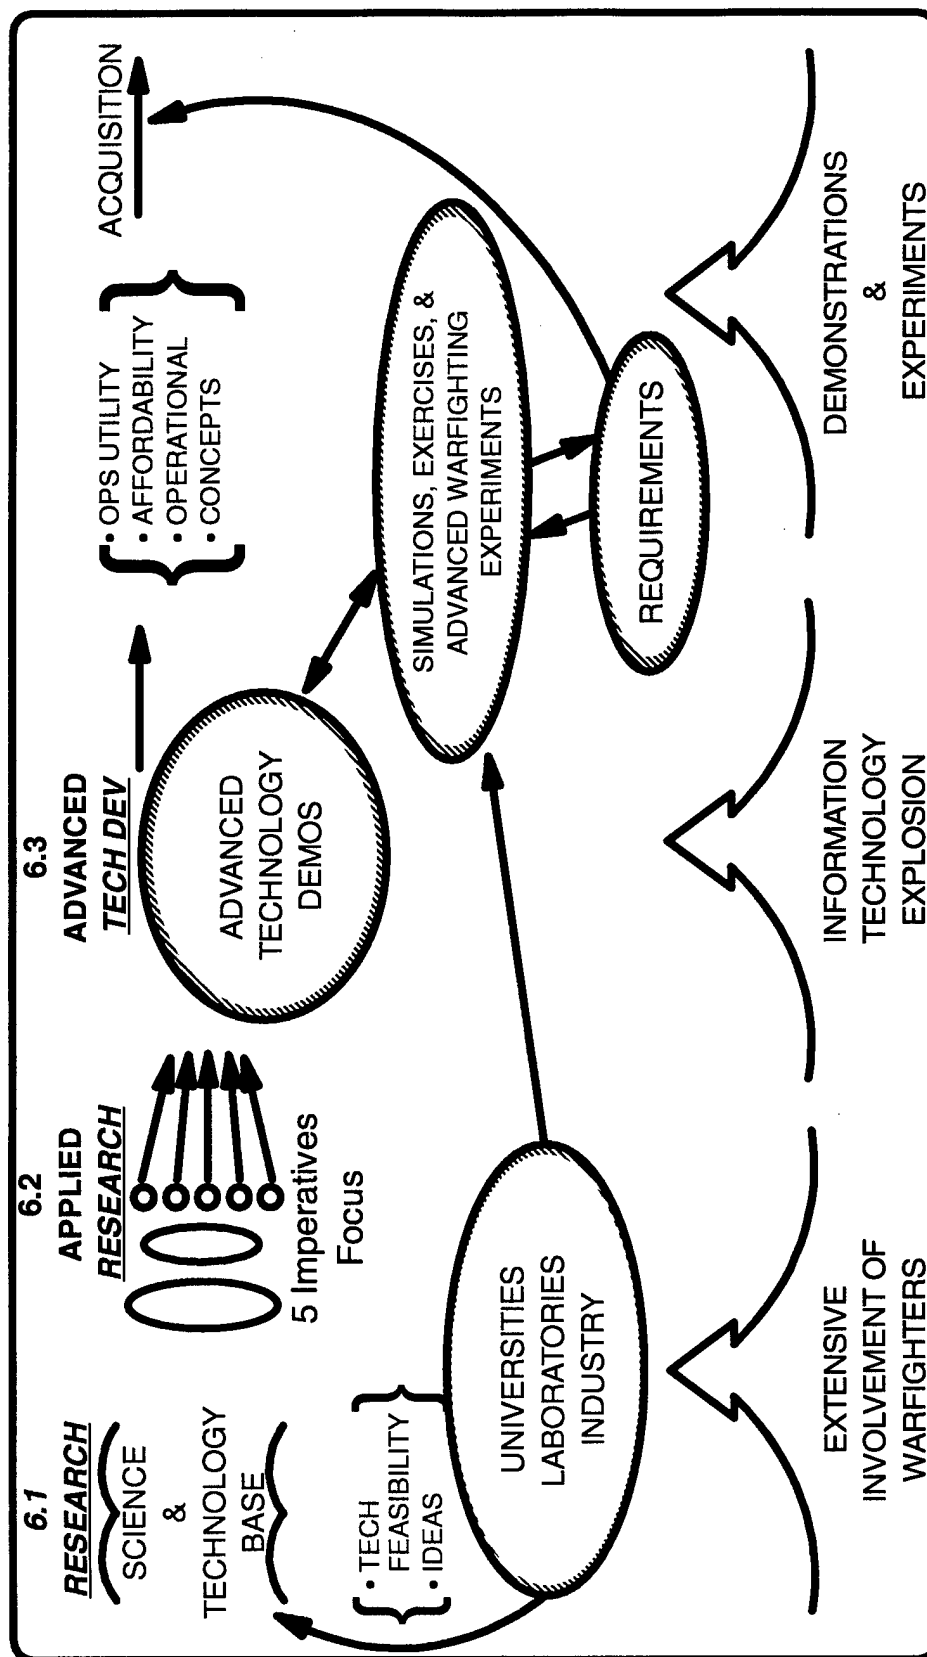 6.1
RESEARCH
SCIENCE
&
TECHNOLOGY
BASE
• TECH
FEASIBILITY
• IDEAS
UNIVERSITIES
LABORATORIES
INDUSTRY
6.2
APPLIED
RESEARCH
5 Imperatives
Focus
6.3
ADVANCED
TECH DEV
ADVANCED
TECHNOLOGY
DEMOS
• OPS UTILITY
• AFFORDABILITY
• OPERATIONAL
• CONCEPTS
ACQUISITION
SIMULATIONS, EXERCISES, &
ADVANCED WARFIGHTING
EXPERIMENTS
REQUIREMENTS
EXTENSIVE
INVOLVEMENT OF
WARFIGHTERS
INFORMATION
TECHNOLOGY
EXPLOSION
DEMONSTRATIONS
&
EXPERIMENTS